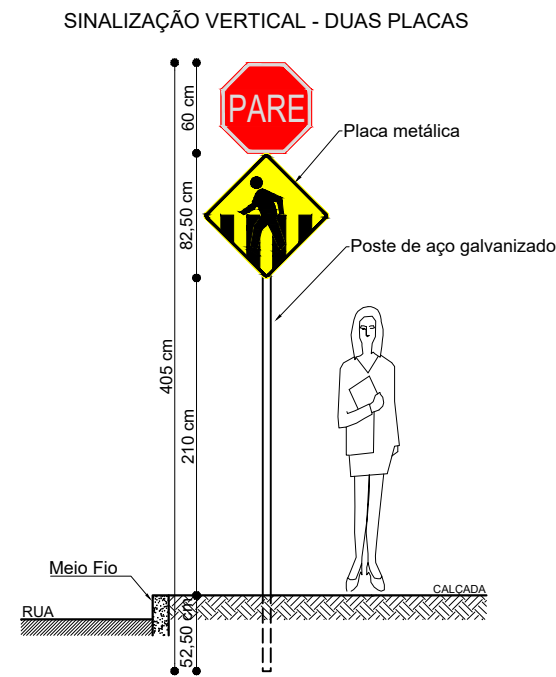 SINALIZAÇÃO VERTICAL - DUAS PLACAS
60 cm
PARE
Placa metálica
82,50 cm
Poste de aço galvanizado
405 cm
210 cm
Meio Fio
CALÇADA
RUA
52,50 cm